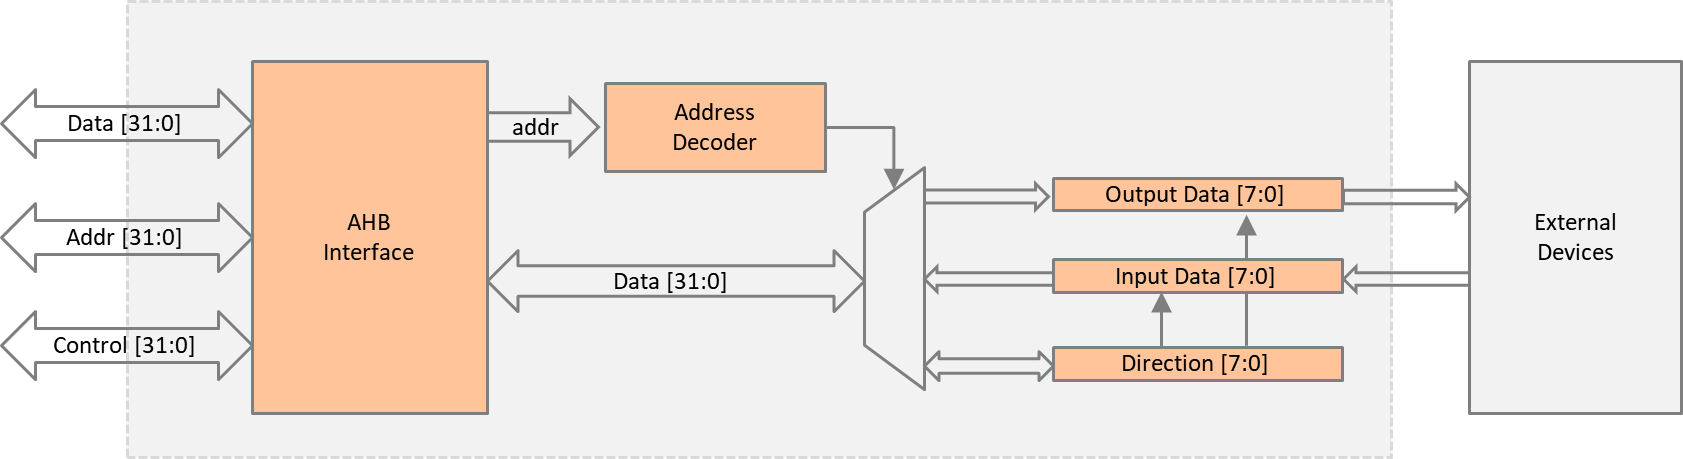 Data [31:0]
Addr [31:0]
Control [31:0]
AHB
Interface
addr
Address
Decoder
Data [31:0]
Output Data [7:0]
Input Data [7:0]
Direction [7:0]
External
Devices